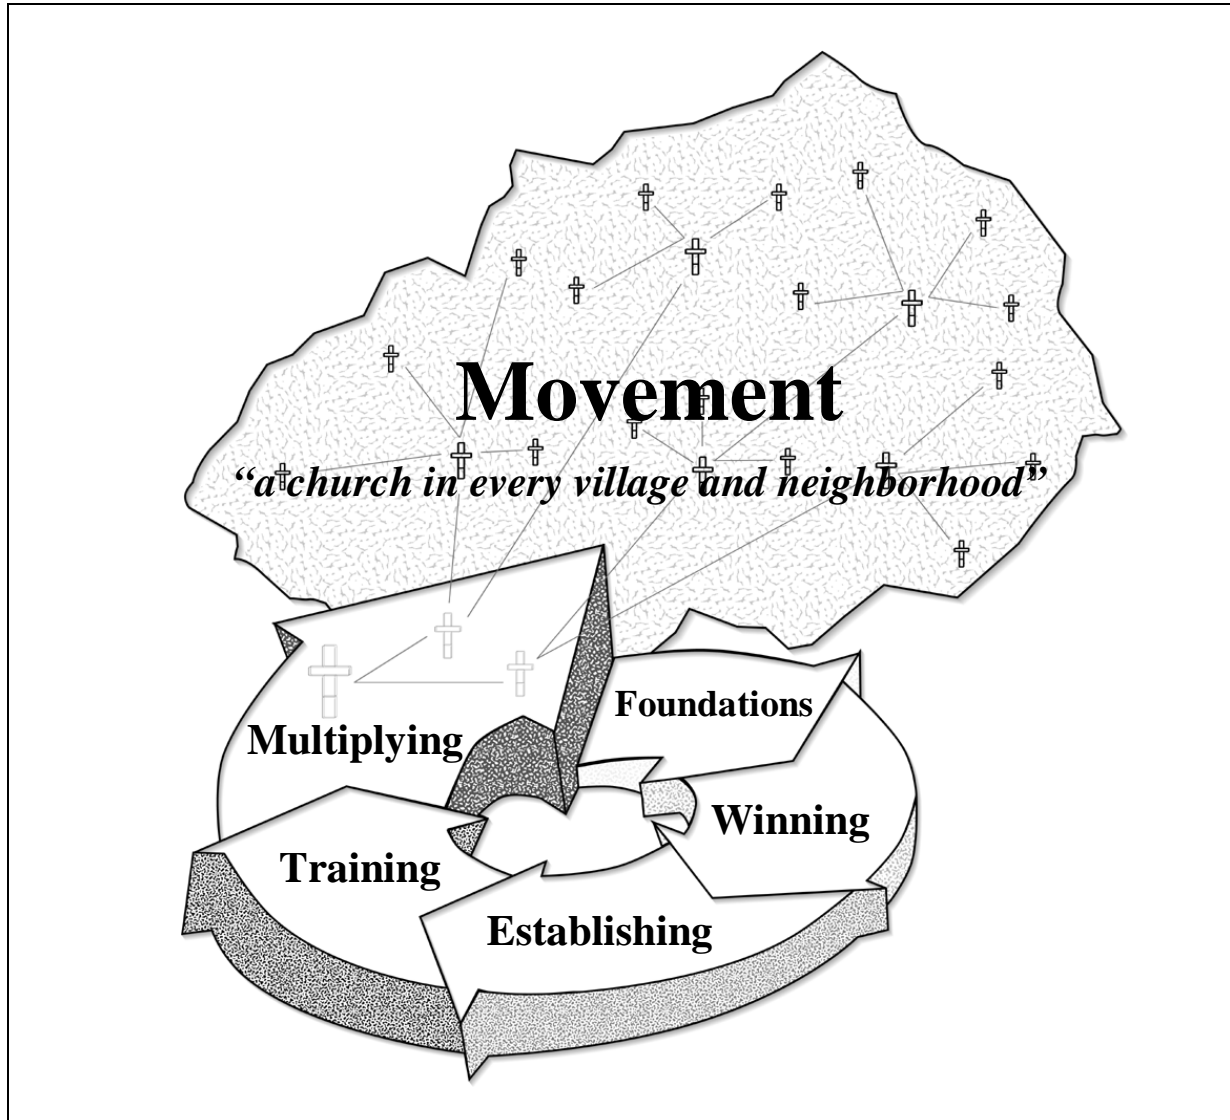 Movement
“a church in every village and neighborhood”
Foundations
Multiplying
Winning
Training
Establishing